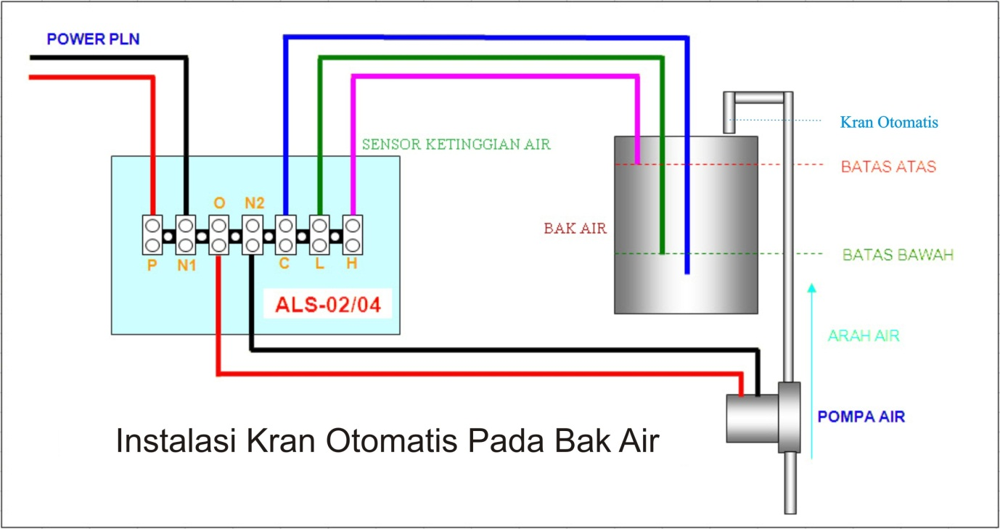 POWER PLN
Kran Otomatis
SENSOR KETINGGIAN AIR
BATAS ATAS
O N2
BAK AIR
BATAS BAWAH
P N1 C L H
ALS-02/04
ARAH AIR
POMPA AIR
Instalasi Kran Otomatis Pada Bak Air